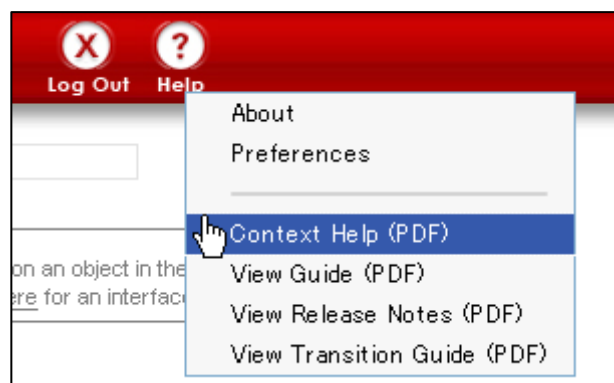 X
?
Log Out Help
About
Preferences
Context Help (PDF)
on an object in the
View Guide (PDF)
ere for an interfac
View Release Notes (PDF)
View Transition Guide (PDF)